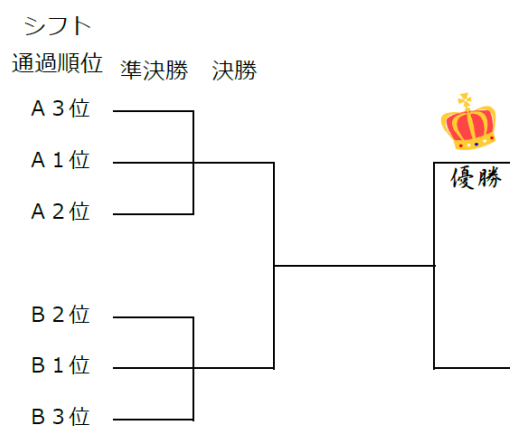 シフト
通過順位 準決勝 決勝
A3位
A1位
A2位
B2位
B1位
B3位
優勝